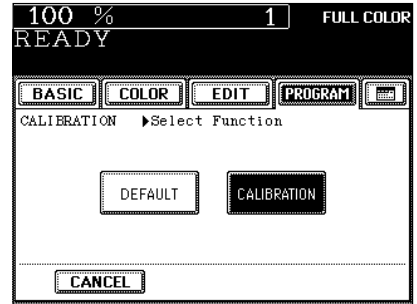 100 % 1 FULL COLOR
READY
BASIC COLOR EDIT PROGRAM
CALIBRATION ▶Select Function
DEFAULT CALIBRATION
CANCEL